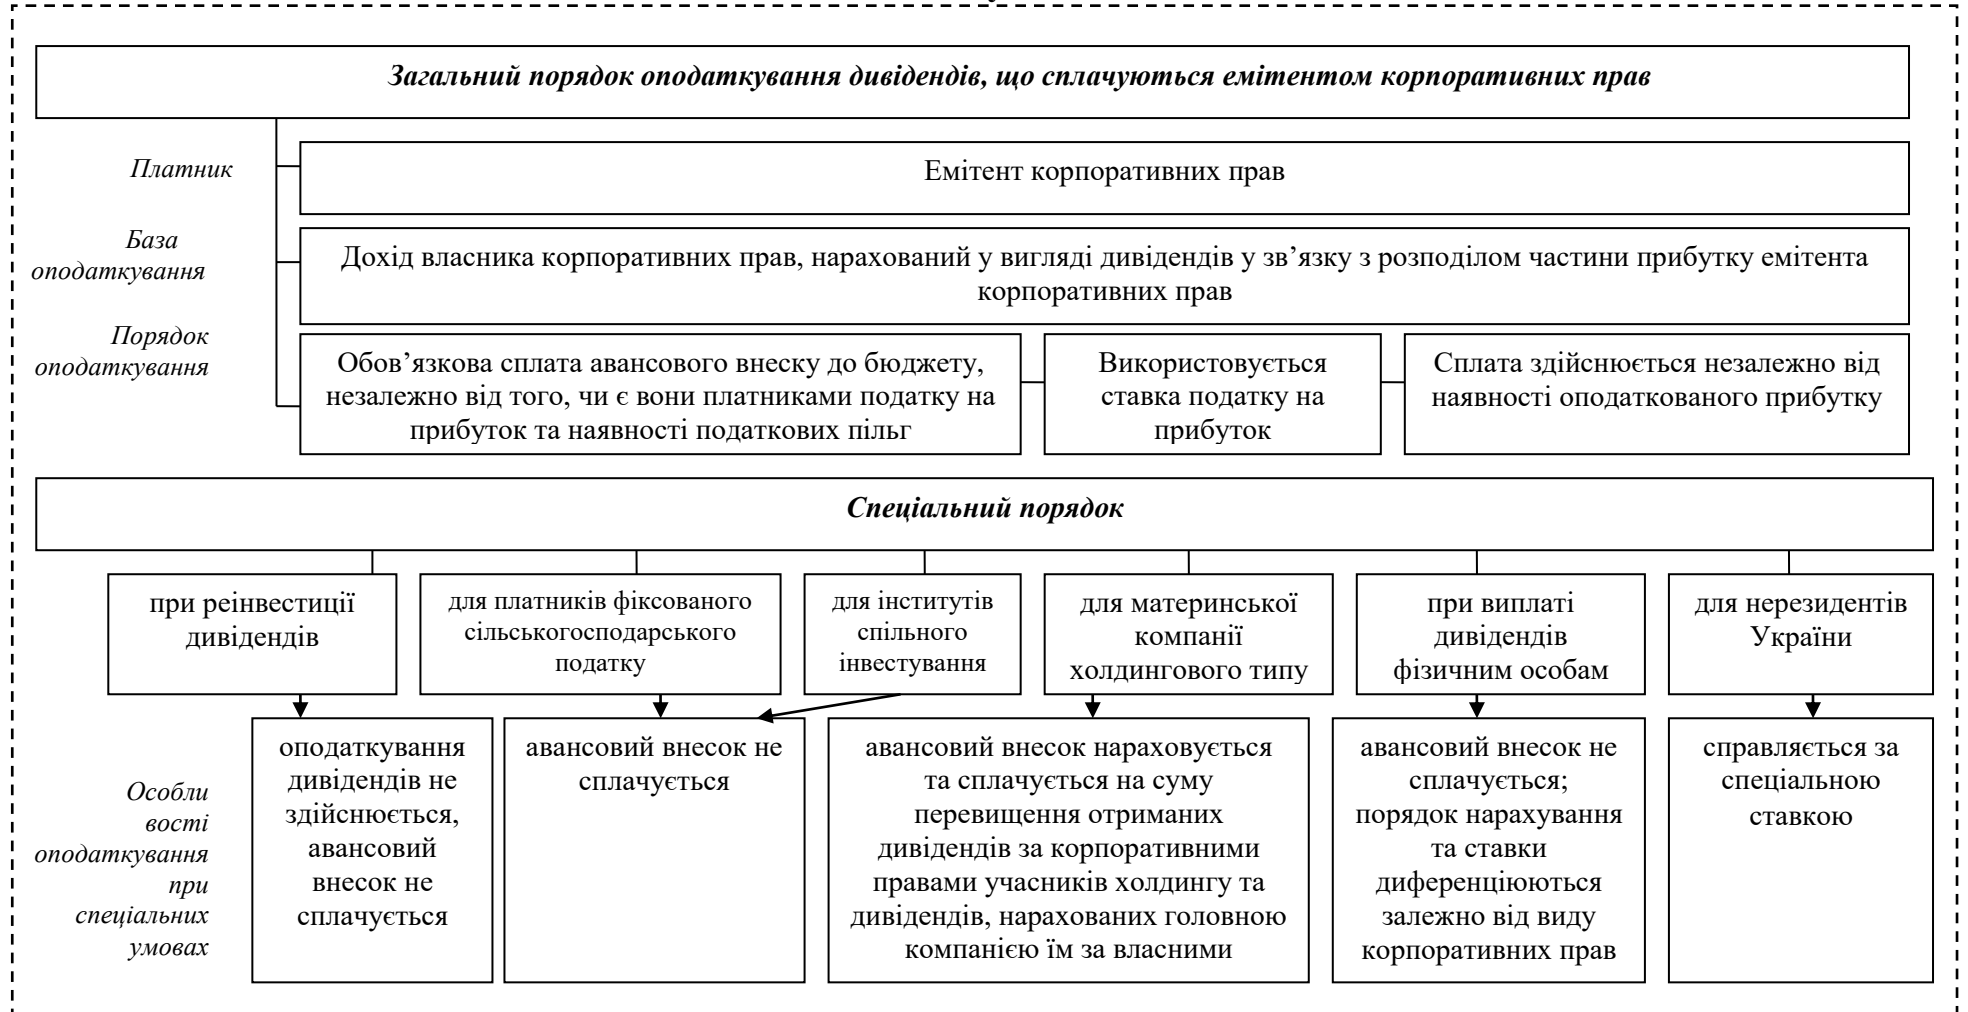 Загальний порядок оподаткування дивідендів, що сплачуються емітентом корпоративних прав
Платник
Емітент корпоративних прав
База
оподаткування
Дохід власника корпоративних прав, нарахований у вигляді дивідендів у зв’язку з розподілом частини прибутку емітента
корпоративних прав
Порядок
оподаткування
Обов’язкова сплата авансового внеску до бюджету,
незалежно від того, чи є вони платниками податку на
прибуток та наявності податкових пільг
Використовується
ставка податку на
прибуток
Сплата здійснюється незалежно від
наявності оподаткованого прибутку
Спеціальний порядок
при реінвестиції
дивідендів
для платників фіксованого
сільськогосподарського
податку
для інститутів
спільного
інвестування
для материнської
компанії
холдингового типу
при виплаті
дивідендів
фізичним особам
для нерезидентів
України
Особли
вості
оподаткування
при
спеціальних
умовах
оподаткування
дивідендів не
здійснюється,
авансовий
внесок не
сплачується
авансовий внесок не
сплачується
авансовий внесок нараховується
та сплачується на суму
перевищення отриманих
дивідендів за корпоративними
правами учасників холдингу та
дивідендів, нарахованих головною
компанією їм за власними
авансовий внесок не
сплачується;
порядок нарахування
та ставки
диференціюються
залежно від виду
корпоративних прав
справляється за
спеціальною
ставкою